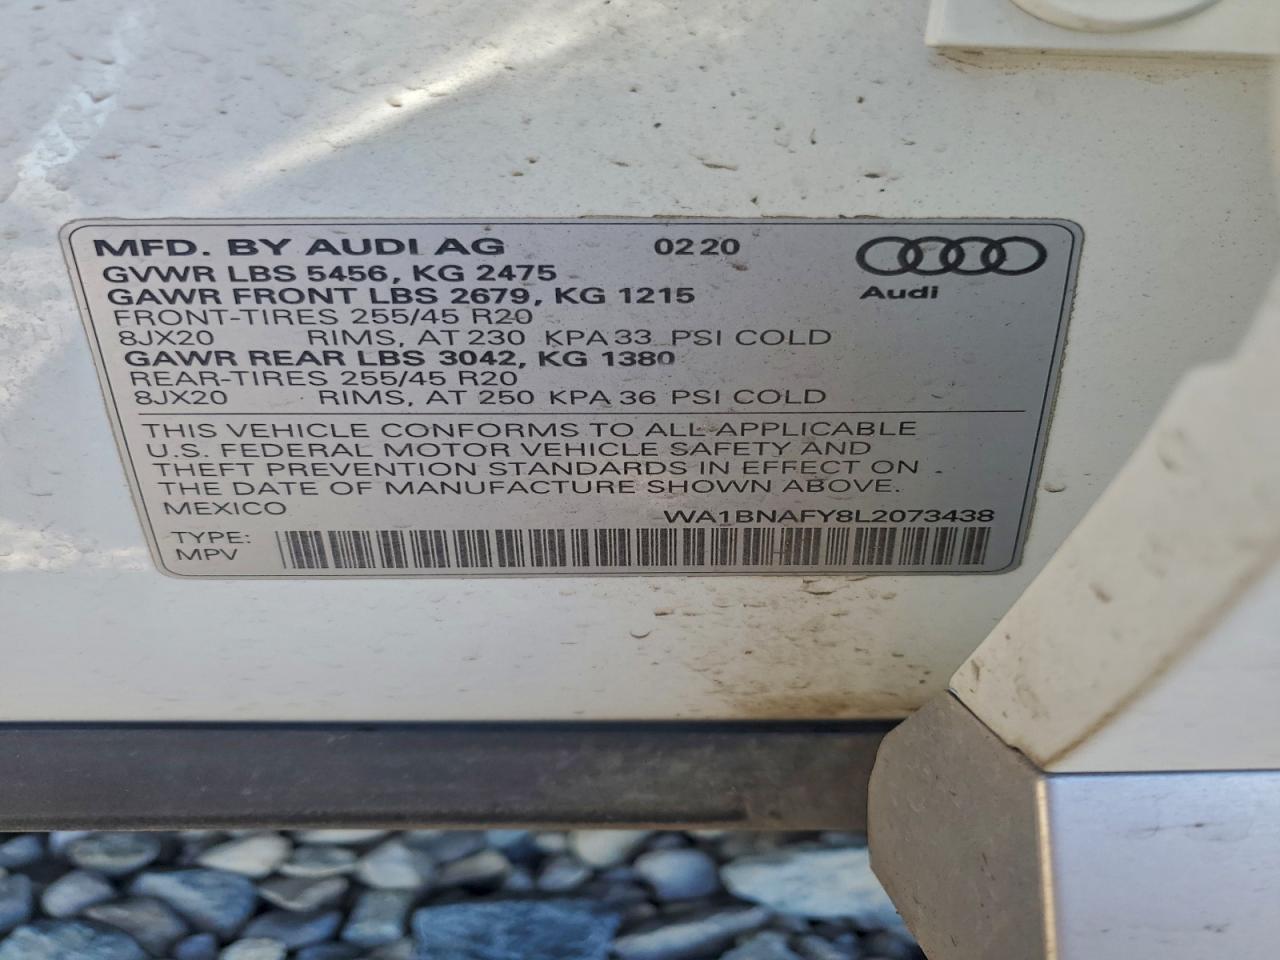 MFD. BY AUDI AG 02 20
GVWR LBS 5456, KG 2475
Audi
GAWR FRONT LBS 2679, KG 1215
FRONT-TIRES 255/45 R20
8JX20 RIMS, AT 230 KPA 33 PSI COLD
GAWR REAR LBS 3042, KG 1380
REAR-TIRES 255/45 R20
8JX20 RIMS, AT 250 KPA 36 PSI COLD
THIS VEHICLE CONFORMS TO ALL APPLICABLE
U.S. FEDERAL MOTOR VEHICLE SAFETY AND
THEFT PREVENTION STANDARDS IN EFFECT ON
THE DATE OF MANUFACTURE SHOWN ABOVE.
MEXICO WA1BNAFY8L2073438
TYPE:
MPV